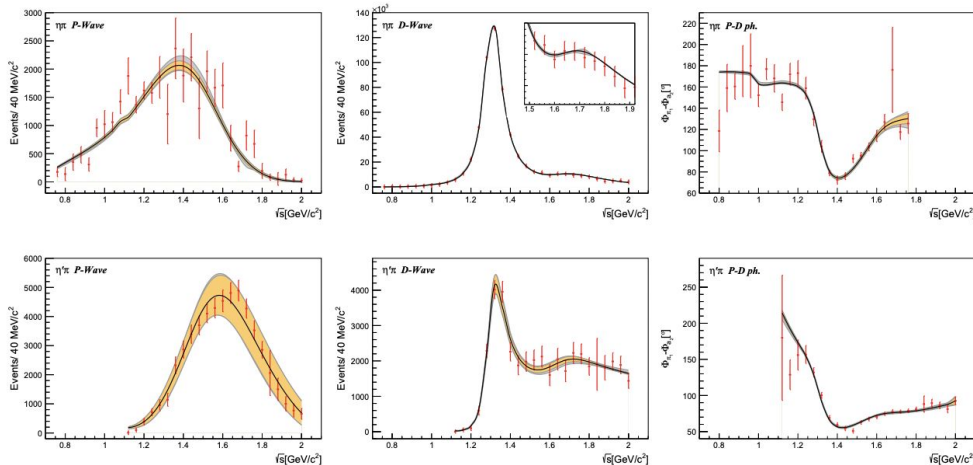 ηπ P-Wave
Events/ 40 MeV/c²
3000
2500
2000
1500
1000
500
0
0.8 1 1.2 1.4 1.6 1.8 2
√s[GeV/c²]
ηπ D-Wave
×10³
Events/ 40 MeV/c²
140
120
100
80
60
40
20
0
0.8 1 1.2 1.4 1.6 1.8 2
√s[GeV/c²]
1.5 1.6 1.7 1.8 1.9
ηπ P-D ph.
220
200
180
160
140
120
100
80
60
0.8 1 1.2 1.4 1.6 1.8 2
√s[GeV/c²]
η'π P-Wave
Events/ 40 MeV/c²
6000
5000
4000
3000
2000
1000
0
0.8 1 1.2 1.4 1.6 1.8 2
√s[GeV/c²]
η'π D-Wave
Events/ 40 MeV/c²
4000
3000
2000
1000
0
0.8 1 1.2 1.4 1.6 1.8 2
√s[GeV/c²]
η'π P-D ph.
250
200
150
100
50
0.8 1 1.2 1.4 1.6 1.8 2
√s[GeV/c²]